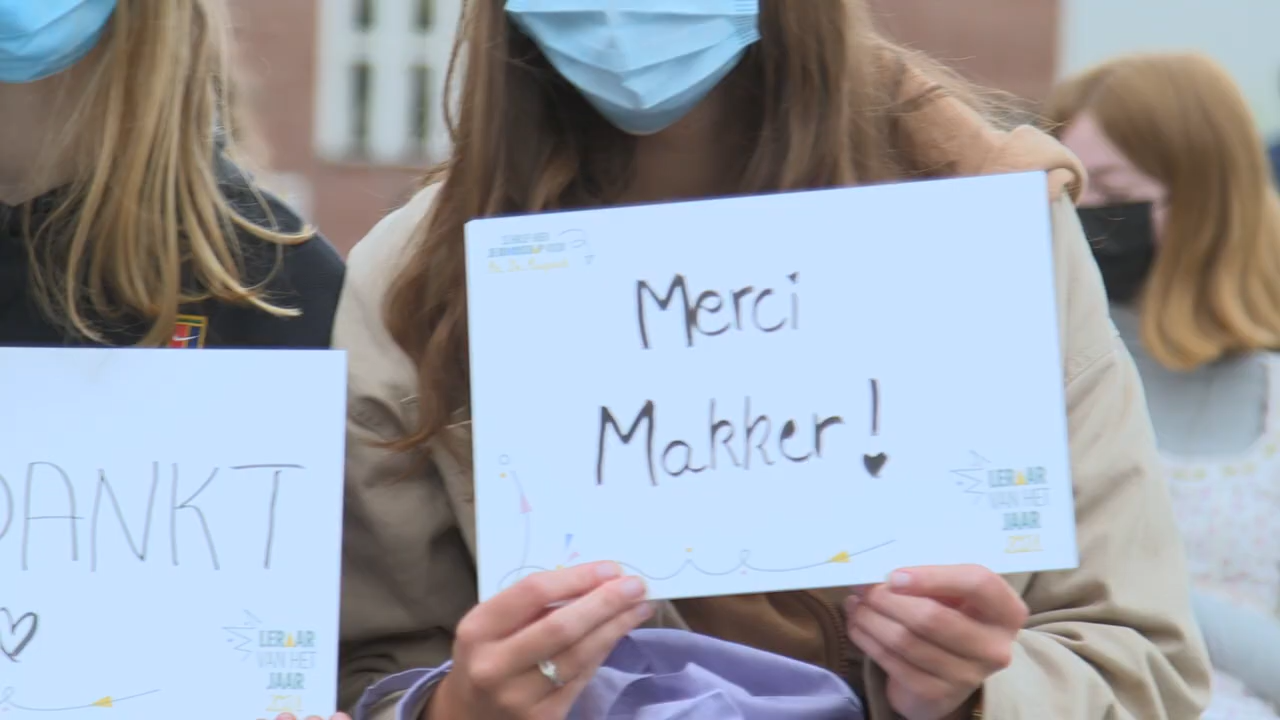 Merci
Makker!
LERAAR
VAN HET
JAAR
DANKT
LERAAR
VAN HET
JAAR